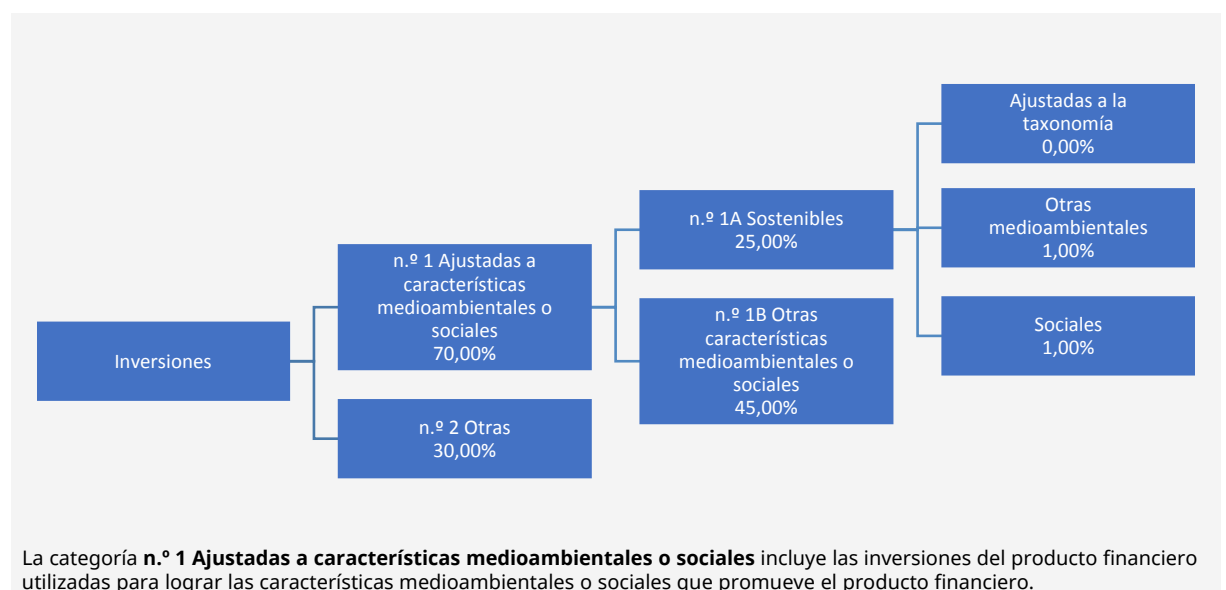 Inversiones
n.º 1 Ajustadas a
características
medioambientales o
sociales
70,00%
n.º 2 Otras
30,00%
n.º 1A Sostenibles
25,00%
n.º 1B Otras
características
medioambientales o
sociales
45,00%
Ajustadas a la
taxonomía
0,00%
Otras
medioambientales
1,00%
Sociales
1,00%
La categoría n.º 1 Ajustadas a características medioambientales o sociales incluye las inversiones del producto financiero
utilizadas para lograr las características medioambientales o sociales que promueve el producto financiero.